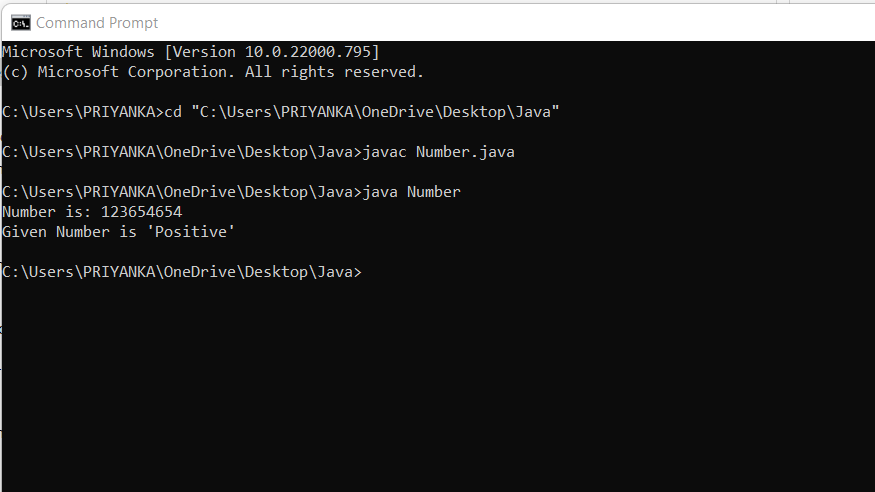 Command Prompt
Microsoft Windows [Version 10.0.22000.795]
(c) Microsoft Corporation. All rights reserved.
C:\Users\PRIYANKA>cd "C:\Users\PRIYANKA\OneDrive\Desktop\Java"
C:\Users\PRIYANKA\OneDrive\Desktop\Java>javac Number.java
C:\Users\PRIYANKA\OneDrive\Desktop\Java>java Number
Number is: 123654654
Given Number is 'Positive'
C:\Users\PRIYANKA\OneDrive\Desktop\Java>